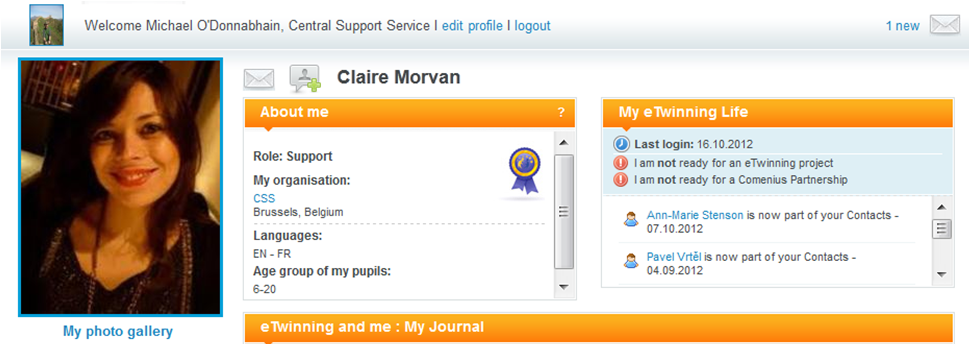 Welcome Michael O'Donnabhain, Central Support Service I edit profile I logout
1 new
Claire Morvan
About me
?
Role: Support
My organisation:
CSS
Brussels, Belgium
Languages:
EN - FR
Age group of my pupils:
6-20
My eTwinning Life
Last login: 16.10.2012
I am not ready for an eTwinning project
I am not ready for a Comenius Partnership
Ann-Marie Stenson is now part of your Contacts -
07.10.2012
Pavel Vrtěl is now part of your Contacts -
04.09.2012
My photo gallery
eTwinning and me : My Journal